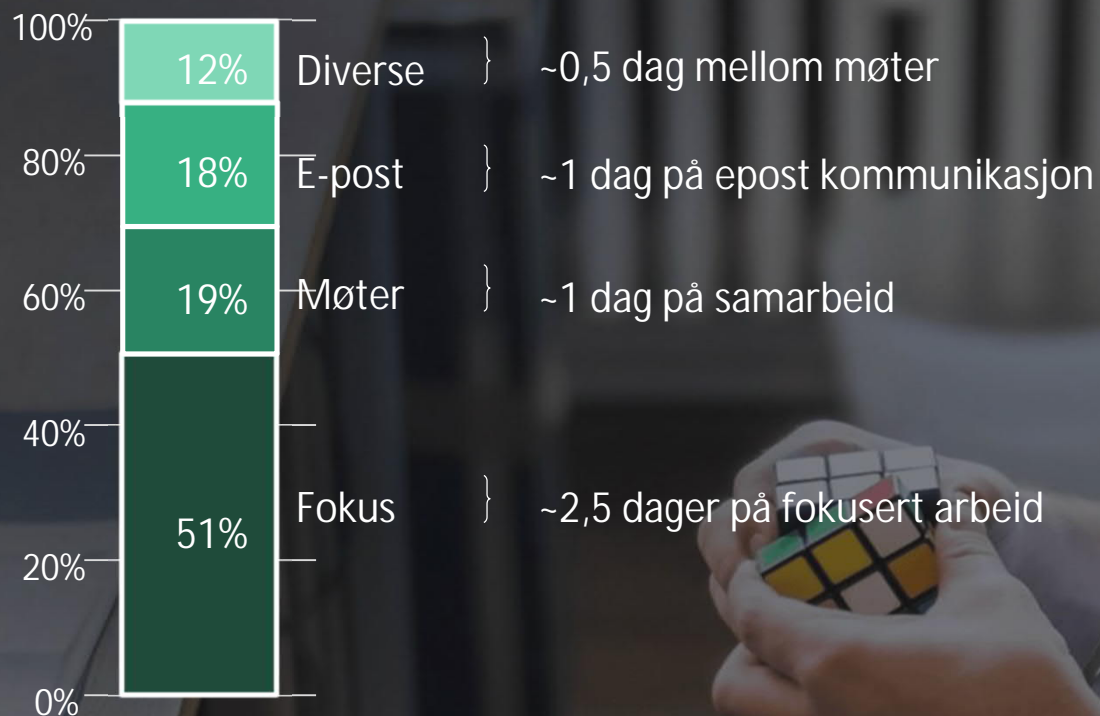 100%
12% Diverse } ~0,5 dag mellom møter
80%
18% E-post } ~1 dag på epost kommunikasjon
60%
19% Møter } ~1 dag på samarbeid
40%
51% Fokus } ~2,5 dager på fokusert arbeid
20%
0%